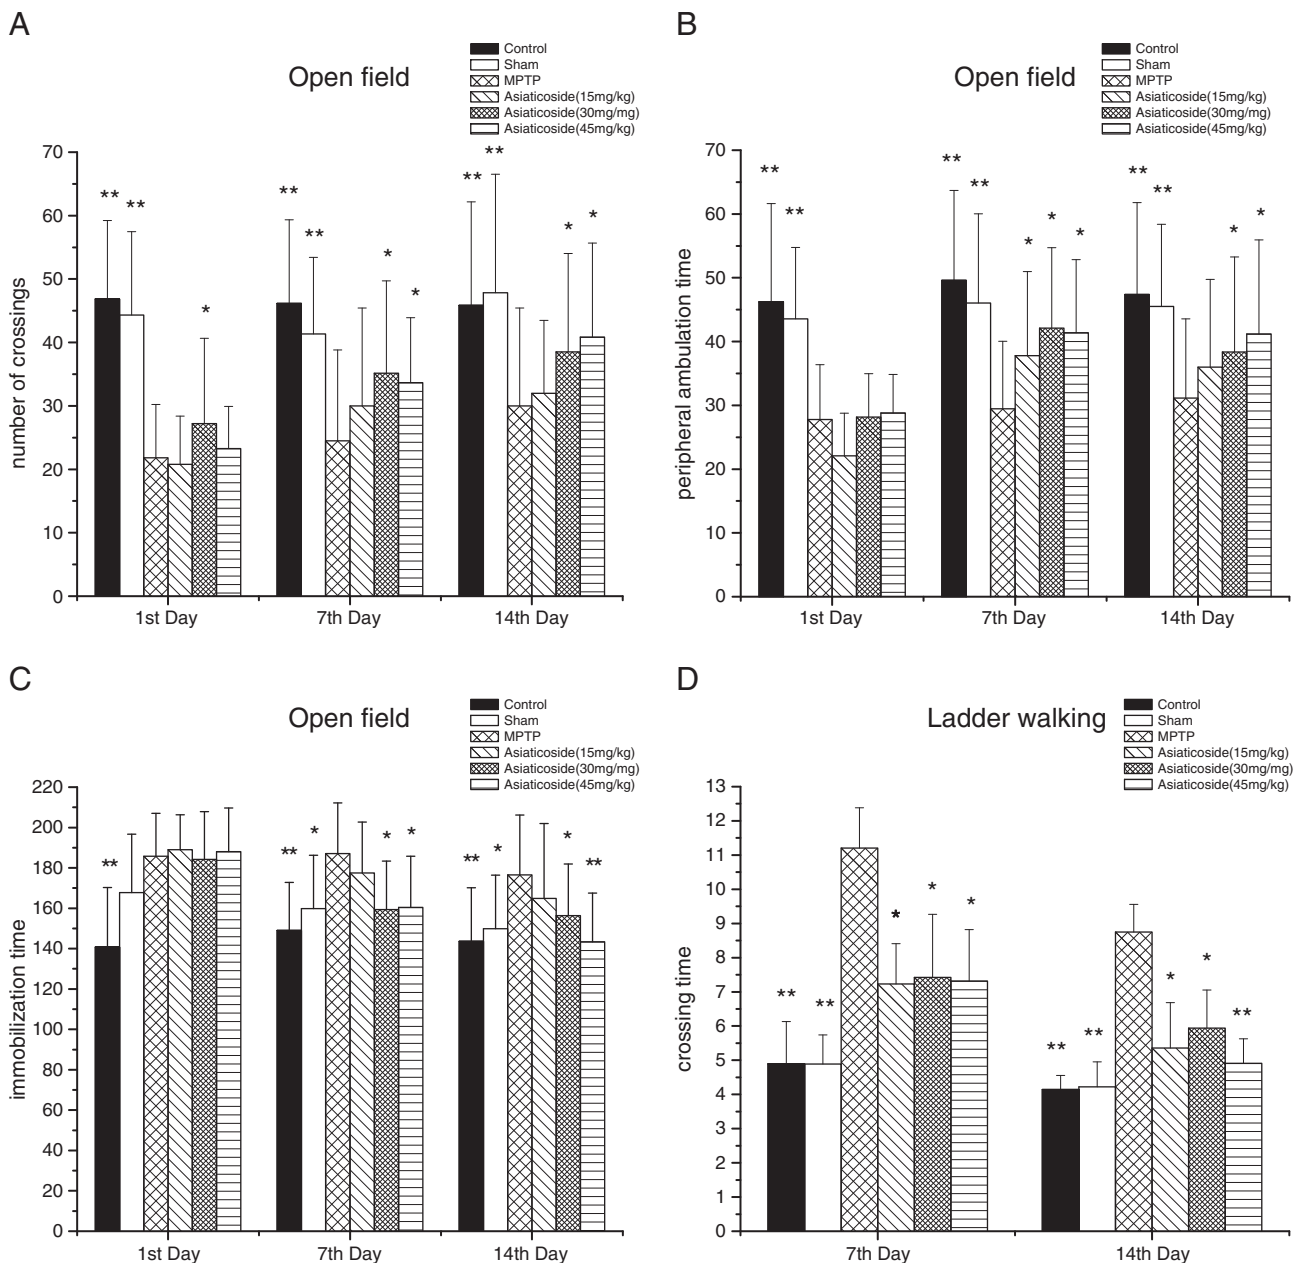 A
Open field
Control
Sham
MPTP
Asiaticoside(15mg/kg)
Asiaticoside(30mg/mg)
Asiaticoside(45mg/kg)
number of crossings
70
60
50
40
30
20
10
0
** ** *
** ** * *
** ** * *
1st Day 7th Day 14th Day
B
Open field
Control
Sham
MPTP
Asiaticoside(15mg/kg)
Asiaticoside(30mg/mg)
Asiaticoside(45mg/kg)
peripheral ambulation time
70
60
50
40
30
20
10
0
** **
** ** * * *
** ** * *
1st Day 7th Day 14th Day
C
Open field
Control
Sham
MPTP
Asiaticoside(15mg/kg)
Asiaticoside(30mg/mg)
Asiaticoside(45mg/kg)
immobilization time
220
200
180
160
140
120
100
80
60
40
20
0
**
** * * *
** * * **
1st Day 7th Day 14th Day
D
Ladder walking
Control
Sham
MPTP
Asiaticoside(15mg/kg)
Asiaticoside(30mg/mg)
Asiaticoside(45mg/kg)
crossing time
13
12
11
10
9
8
7
6
5
4
3
2
1
0
** ** * * *
** ** * * **
7th Day 14th Day